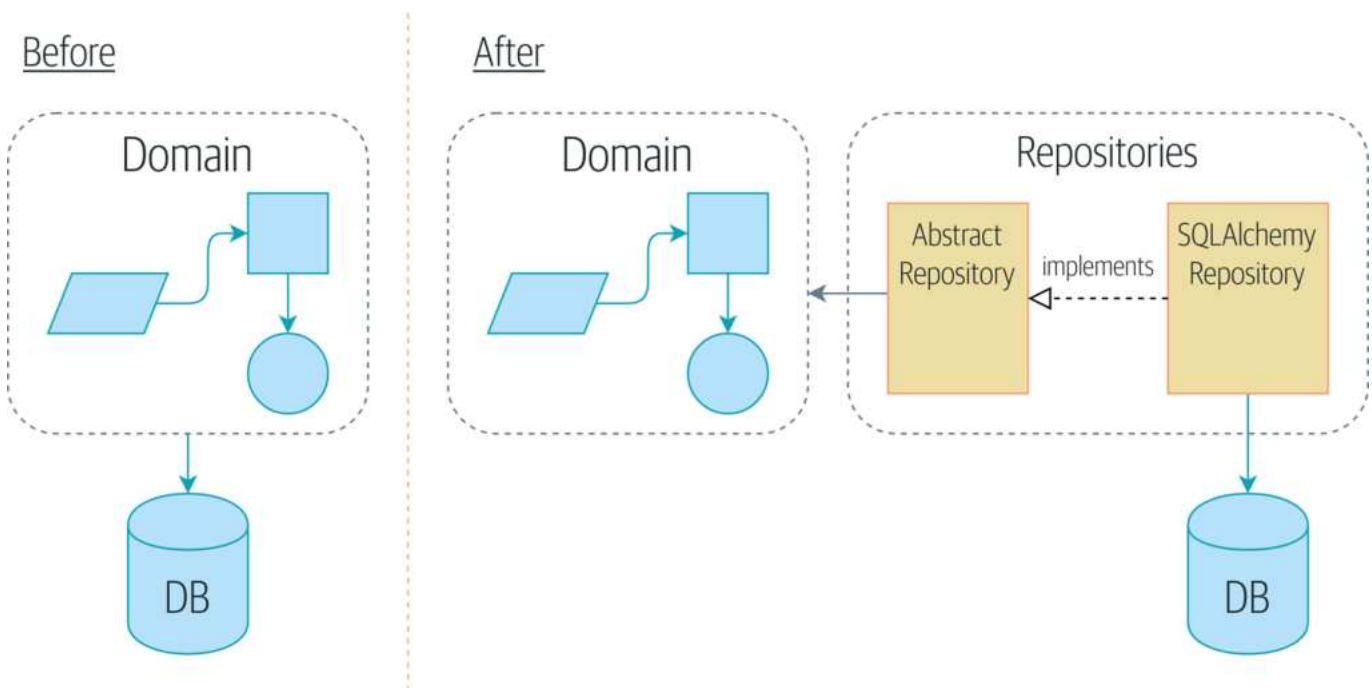 Before
Domain
DB
After
Domain
Repositories
Abstract
Repository
implements
SQLAlchemy
Repository
DB